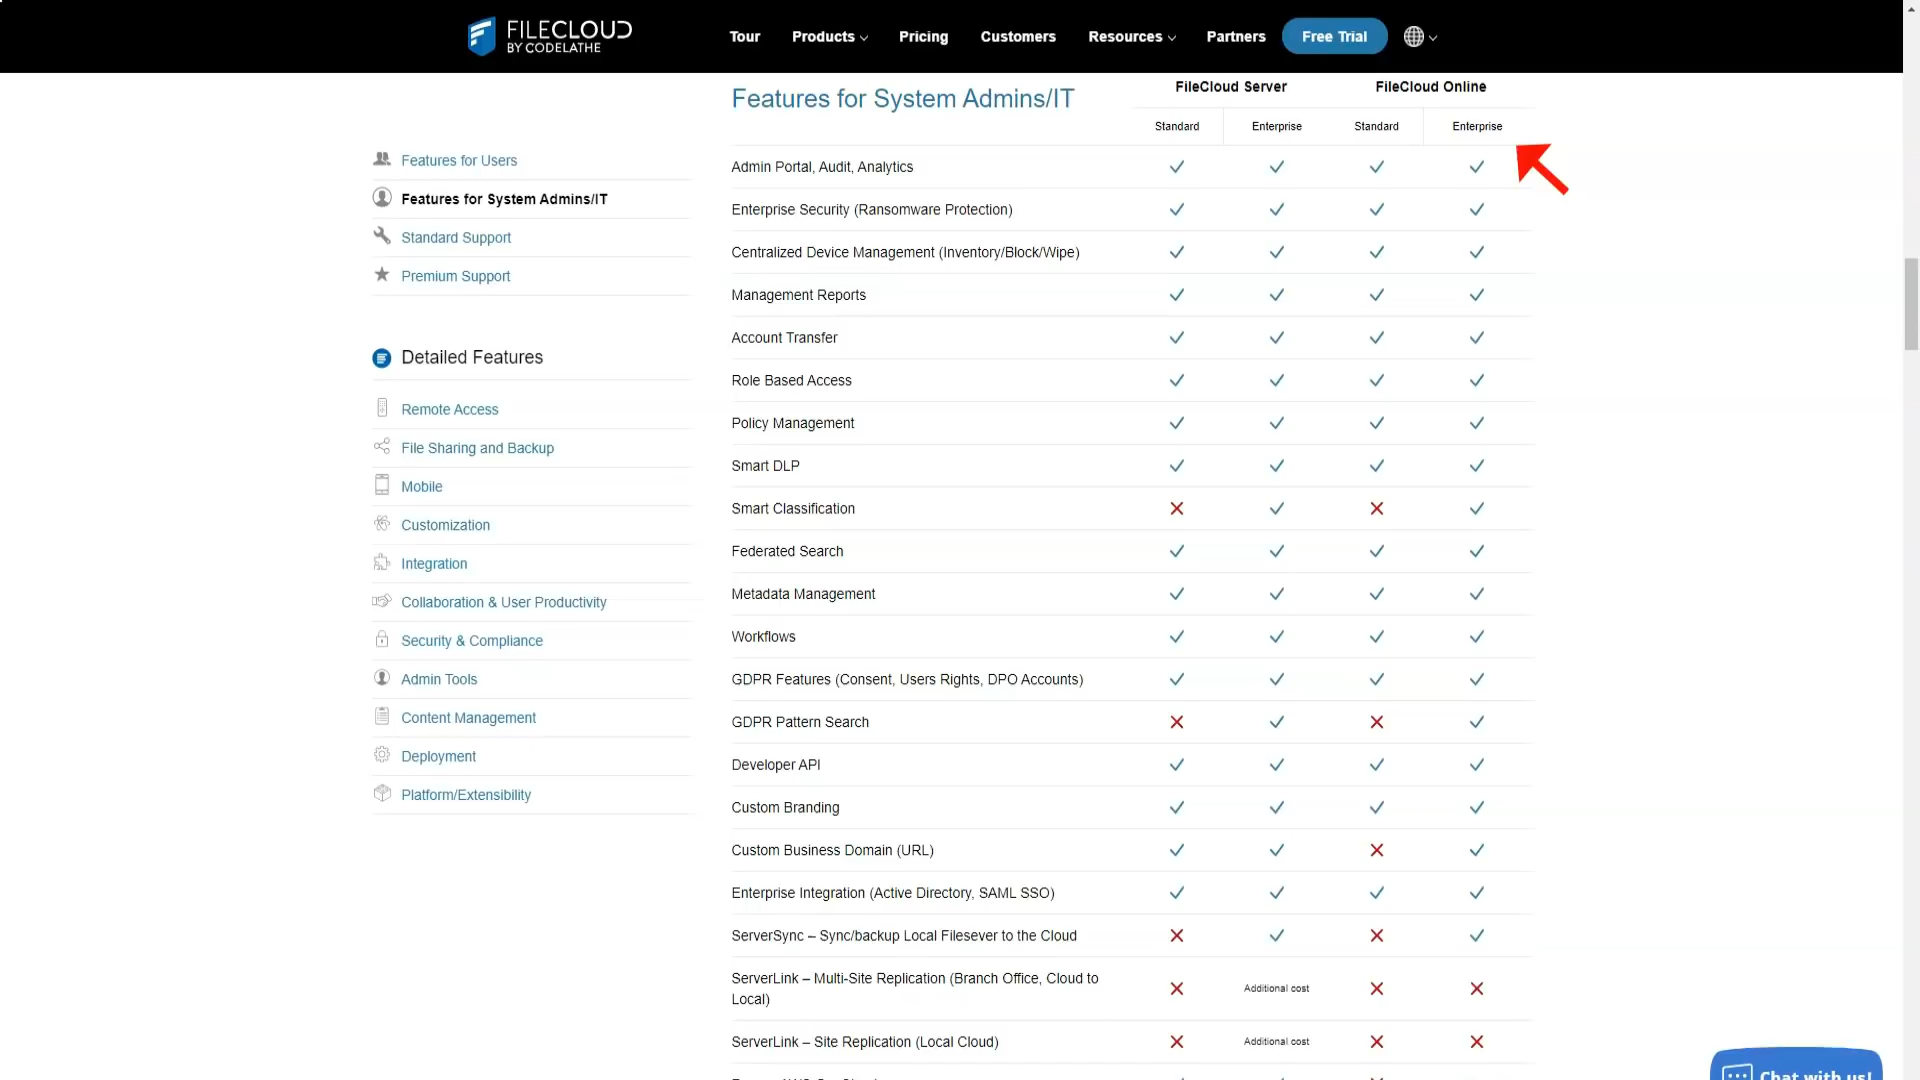 FILECLOUD
BY CODELATHE
Tour
Products
Pricing
Customers
Resources
Partners
Free Trial
Features for Users
Features for System Admins/IT
Standard Support
Premium Support
Detailed Features
Remote Access
File Sharing and Backup
Mobile
Customization
Integration
Collaboration & User Productivity
Security & Compliance
Admin Tools
Content Management
Deployment
Platform/Extensibility
Features for System Admins/IT
FileCloud Server
FileCloud Online
Standard
Enterprise
Standard
Enterprise
Admin Portal, Audit, Analytics
Enterprise Security (Ransomware Protection)
Centralized Device Management (Inventory/Block/Wipe)
Management Reports
Account Transfer
Role Based Access
Policy Management
Smart DLP
Smart Classification
Federated Search
Metadata Management
Workflows
GDPR Features (Consent, Users Rights, DPO Accounts)
GDPR Pattern Search
Developer API
Custom Branding
Custom Business Domain (URL)
Enterprise Integration (Active Directory, SAML SSO)
ServerSync – Sync/backup Local Filesever to the Cloud
ServerLink – Multi-Site Replication (Branch Office, Cloud to
Local)
Additional cost
ServerLink – Site Replication (Local Cloud)
Additional cost
Chat with us!